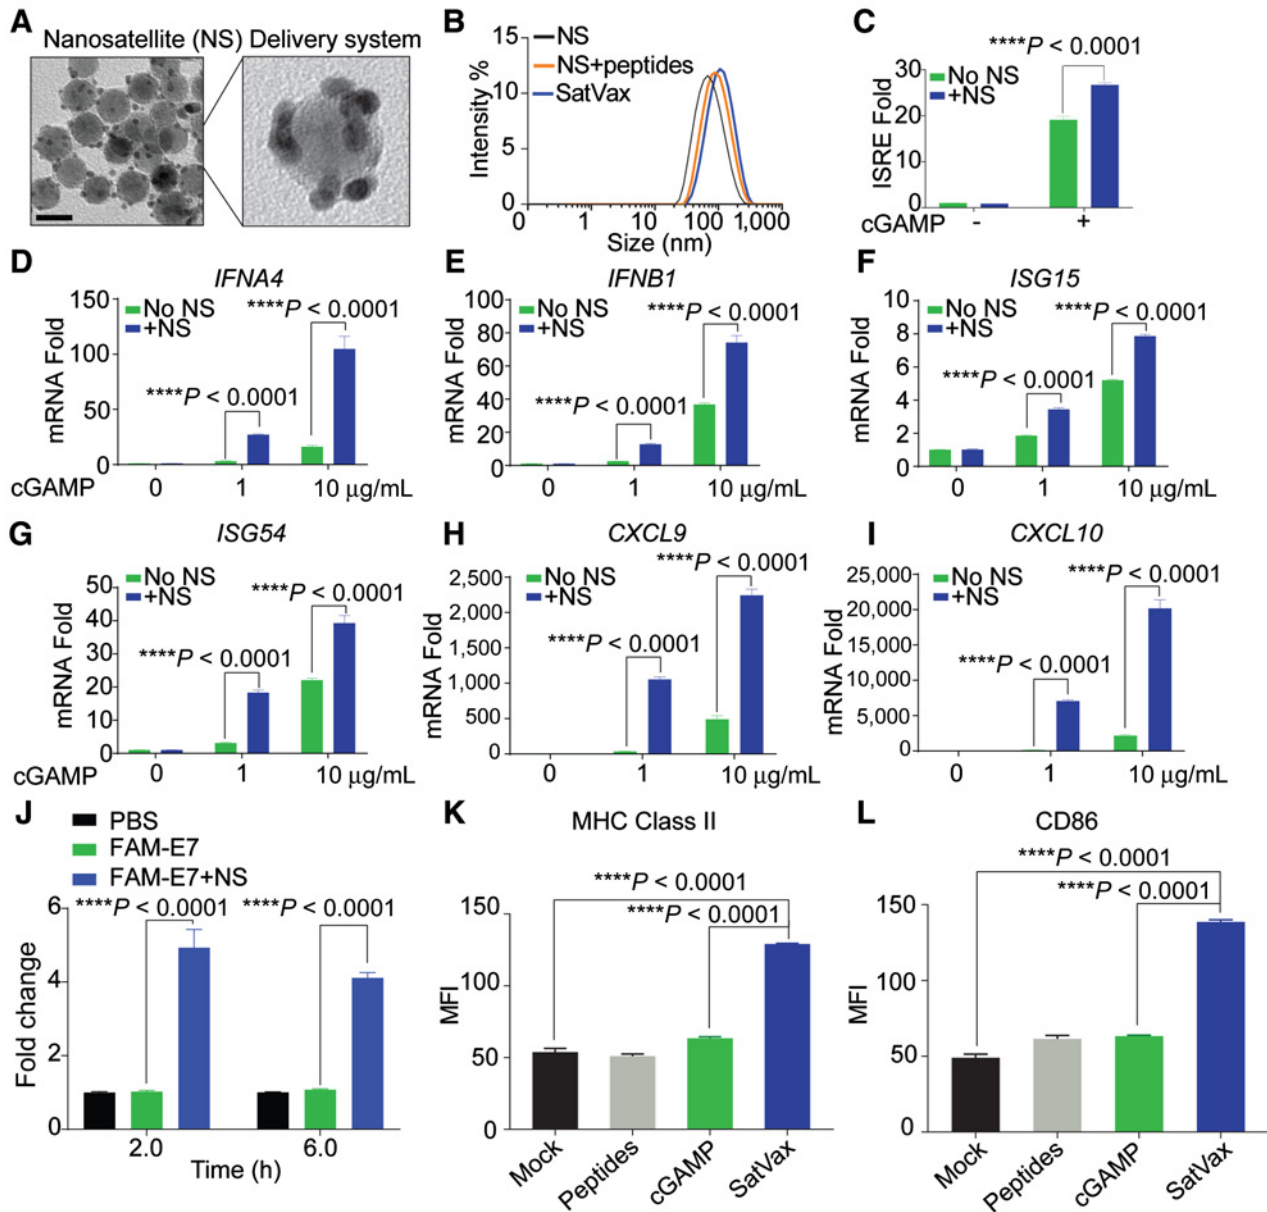 A
Nanosatellite (NS) Delivery system
B
15
10
5
0
Intensity %
NS
NS+peptides
SatVax
0 1 10 100 1,000
Size (nm)
C
****P < 0.0001
30
20
10
0
ISRE Fold
No NS
+NS
cGAMP - +
D
IFNA4
150
100
50
0
mRNA Fold
No NS
+NS
****P < 0.0001
****P < 0.0001
cGAMP 0 1 10 μg/mL
E
IFNB1
100
80
60
40
20
0
mRNA Fold
No NS
+NS
****P < 0.0001
****P < 0.0001
0 1 10 μg/mL
F
ISG15
8
6
4
2
0
mRNA Fold
No NS
+NS
****P < 0.0001
****P < 0.0001
0 1 10 μg/mL
G
ISG54
50
40
30
20
10
0
mRNA Fold
No NS
+NS
****P < 0.0001
****P < 0.0001
cGAMP 0 1 10 μg/mL
H
CXCL9
2,500
2,000
1,500
1,000
500
0
mRNA Fold
No NS
+NS
****P < 0.0001
****P < 0.0001
0 1 10 μg/mL
I
CXCL10
25,000
20,000
15,000
10,000
5,000
0
mRNA Fold
No NS
+NS
****P < 0.0001
****P < 0.0001
0 1 10 μg/mL
J
PBS
FAM-E7
FAM-E7+NS
6
4
2
0
Fold change
****P < 0.0001 ****P < 0.0001
2.0 6.0
Time (h)
K
MHC Class II
****P < 0.0001
****P < 0.0001
150
100
50
0
MFI
Mock Peptides cGAMP SatVax
L
CD86
****P < 0.0001
****P < 0.0001
150
100
50
0
MFI
Mock Peptides cGAMP SatVax